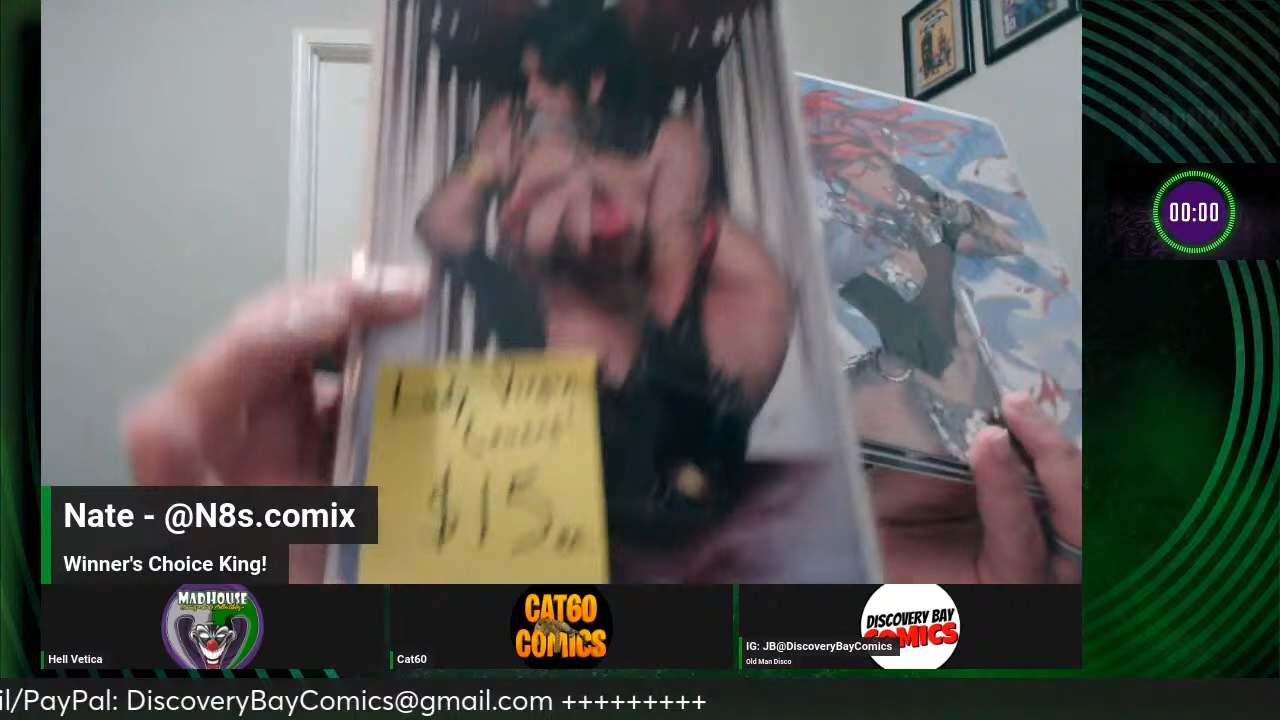 00:00
$15.00
Nate - @N8s.comix
Winner's Choice King!
MADHOUSE
Hell Vetica
CAT60
COMICS
Cat60
DISCOVERY BAY
COMICS
IG: JB@DiscoveryBayComics
Old Man Disco
il/PayPal: DiscoveryBayComics@gmail.com +++++++++